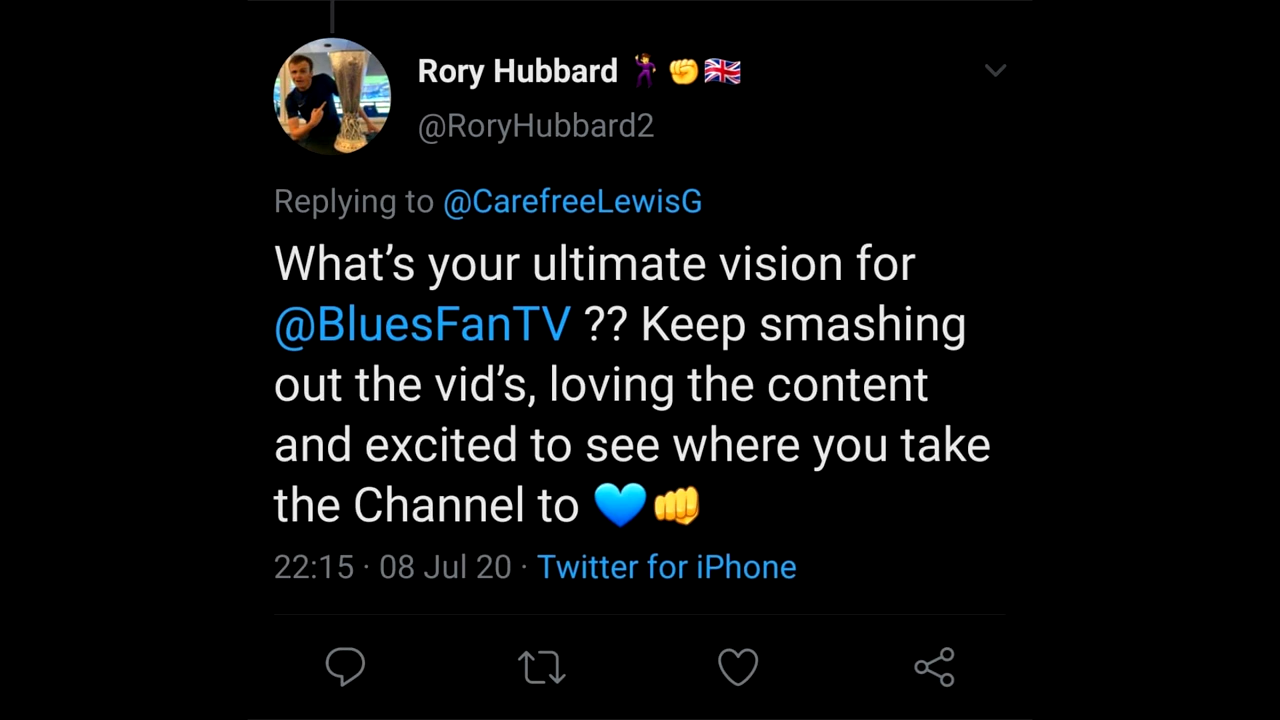 Rory Hubbard 🕺✊🇬🇧
@RoryHubbard2
Replying to @CarefreeLewisG
What’s your ultimate vision for
@BluesFanTV ?? Keep smashing
out the vid’s, loving the content
and excited to see where you take
the Channel to 💙👊
22:15 · 08 Jul 20 · Twitter for iPhone